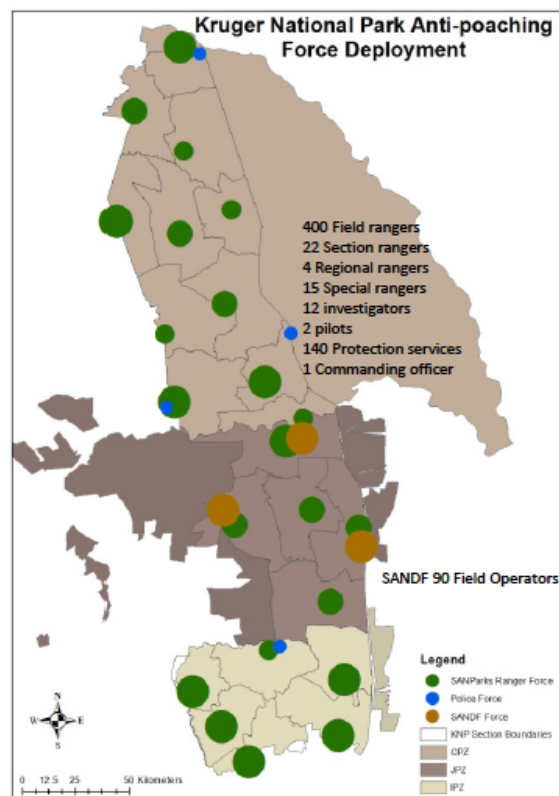 Kruger National Park Anti-poaching
Force Deployment
400 Field rangers
22 Section rangers
4 Regional rangers
15 Special rangers
12 investigators
2 pilots
140 Protection services
1 Commanding officer
SANDF 90 Field Operators
Legend
SANParks Ranger Force
Police Force
SANDF Force
KNP Section Boundaries
CPZ
JPZ
IPZ
N
W E
S
0 12.5 25 50 Kilometers